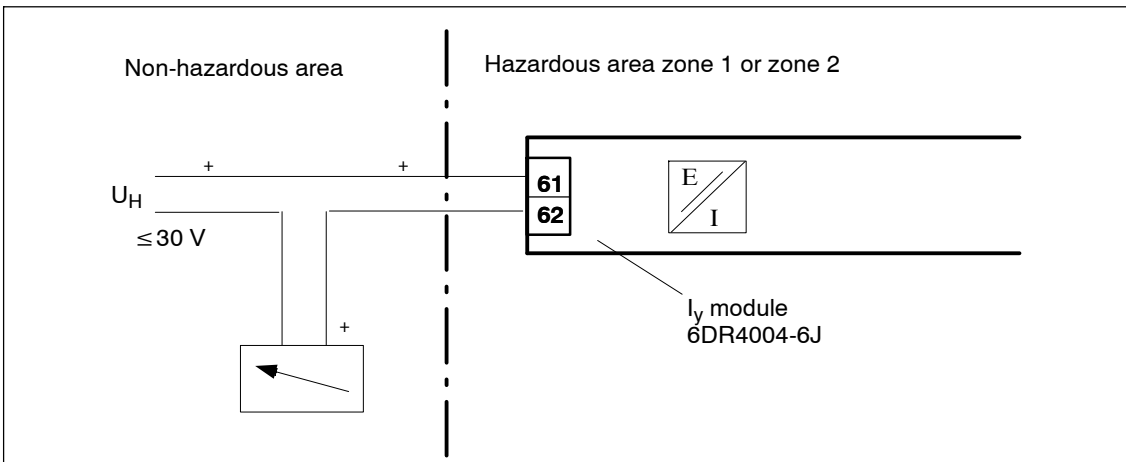 Non-hazardous area
Hazardous area zone 1 or zone 2
+ +
U_H
≤ 30 V
+
61
62
E
I
I_y module
6DR4004-6J